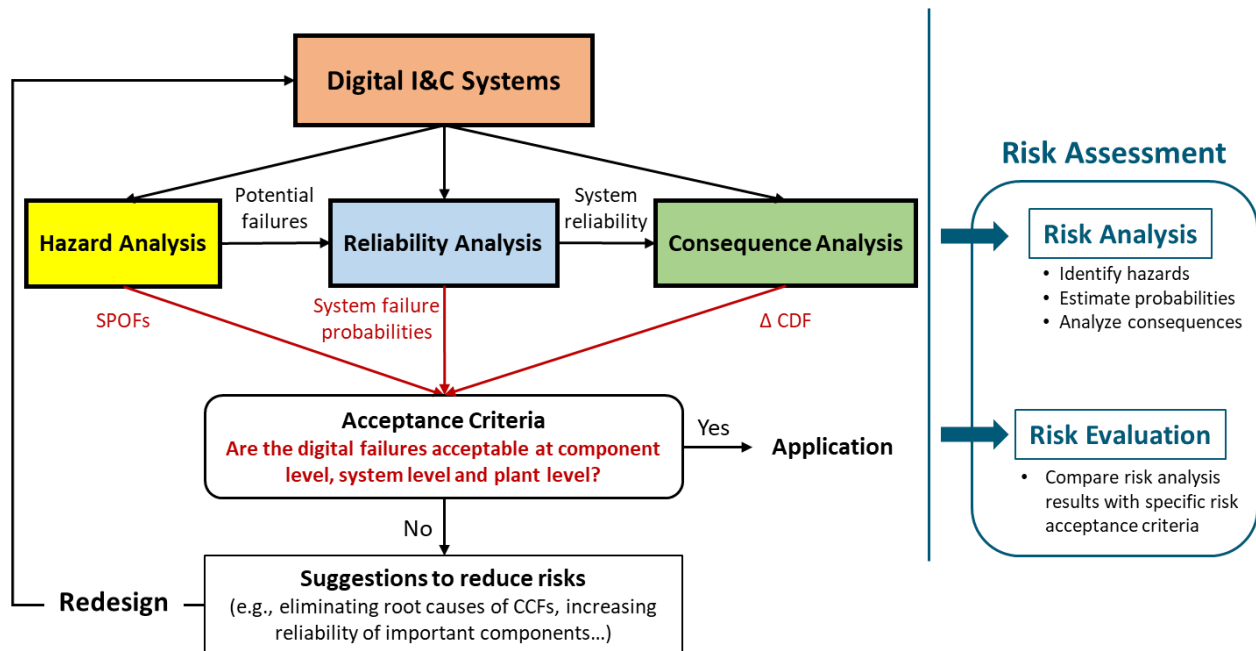 Digital I&C Systems
Potential
failures
System
reliability
Hazard Analysis
Reliability Analysis
Consequence Analysis
SPOFs
System failure
probabilities
Δ CDF
Acceptance Criteria
Are the digital failures acceptable at component
level, system level and plant level?
Yes
Application
No
Suggestions to reduce risks
(e.g., eliminating root causes of CCFs, increasing
reliability of important components...)
Redesign
Risk Assessment
Risk Analysis
• Identify hazards
• Estimate probabilities
• Analyze consequences
Risk Evaluation
• Compare risk analysis
results with specific risk
acceptance criteria